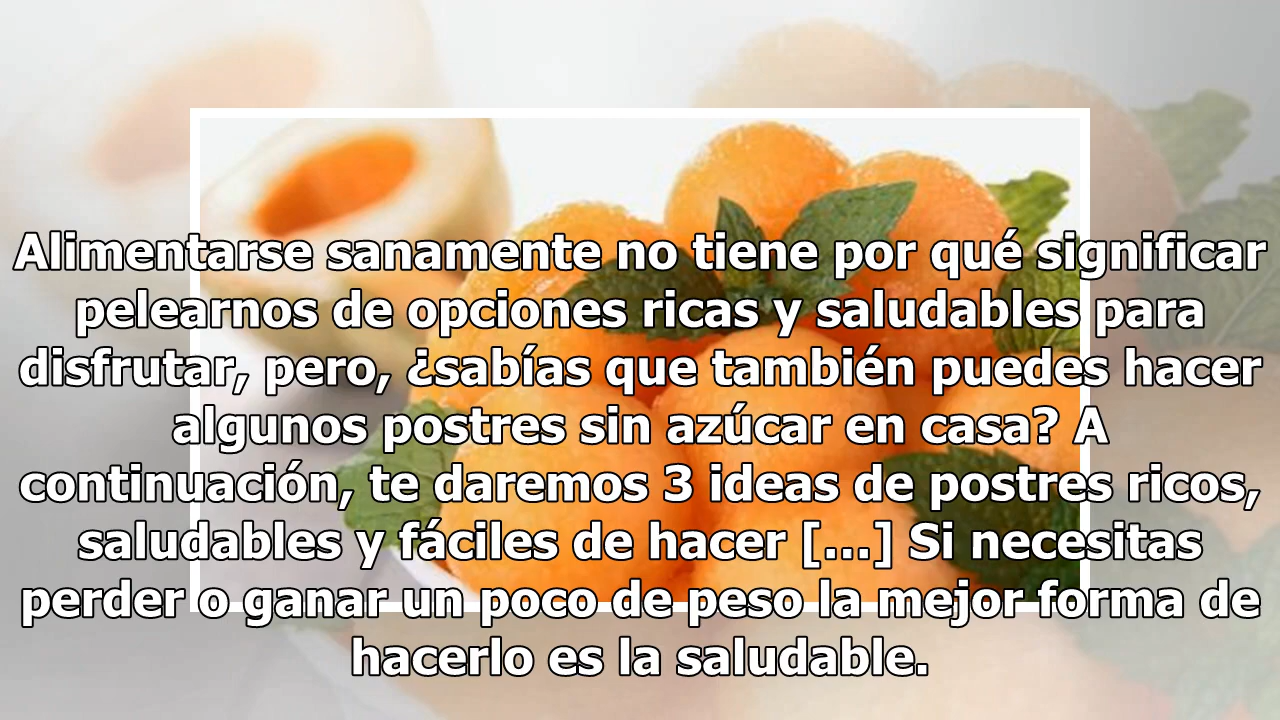 Alimentarse sanamente no tiene por qué significar
pelearnos de opciones ricas y saludables para
disfrutar, pero, ¿sabías que también puedes hacer
algunos postres sin azúcar en casa? A
continuación, te daremos 3 ideas de postres ricos,
saludables y fáciles de hacer [...] Si necesitas
perder o ganar un poco de peso la mejor forma de
hacerlo es la saludable.